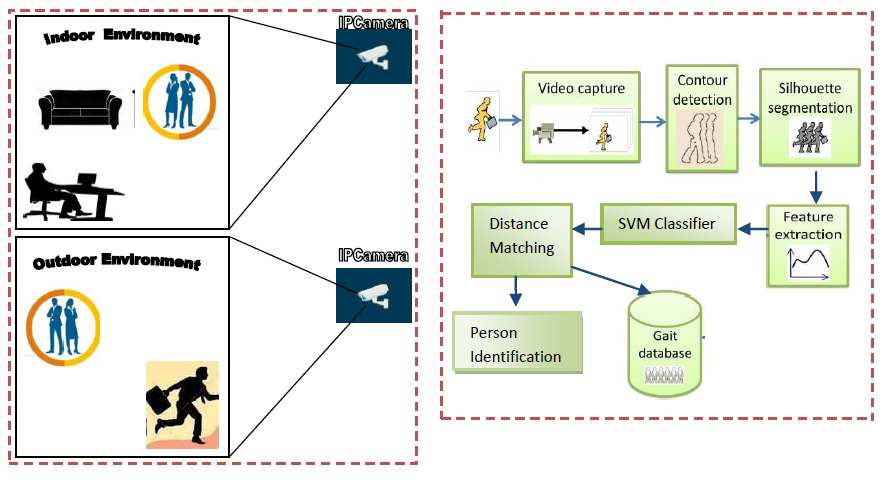 Indoor Environment
IPCamera
Outdoor Environment
IPCamera
Video capture
Contour
detection
Silhouette
segmentation
Feature
extraction
SVM Classifier
Distance
Matching
Person
Identification
Gait
database